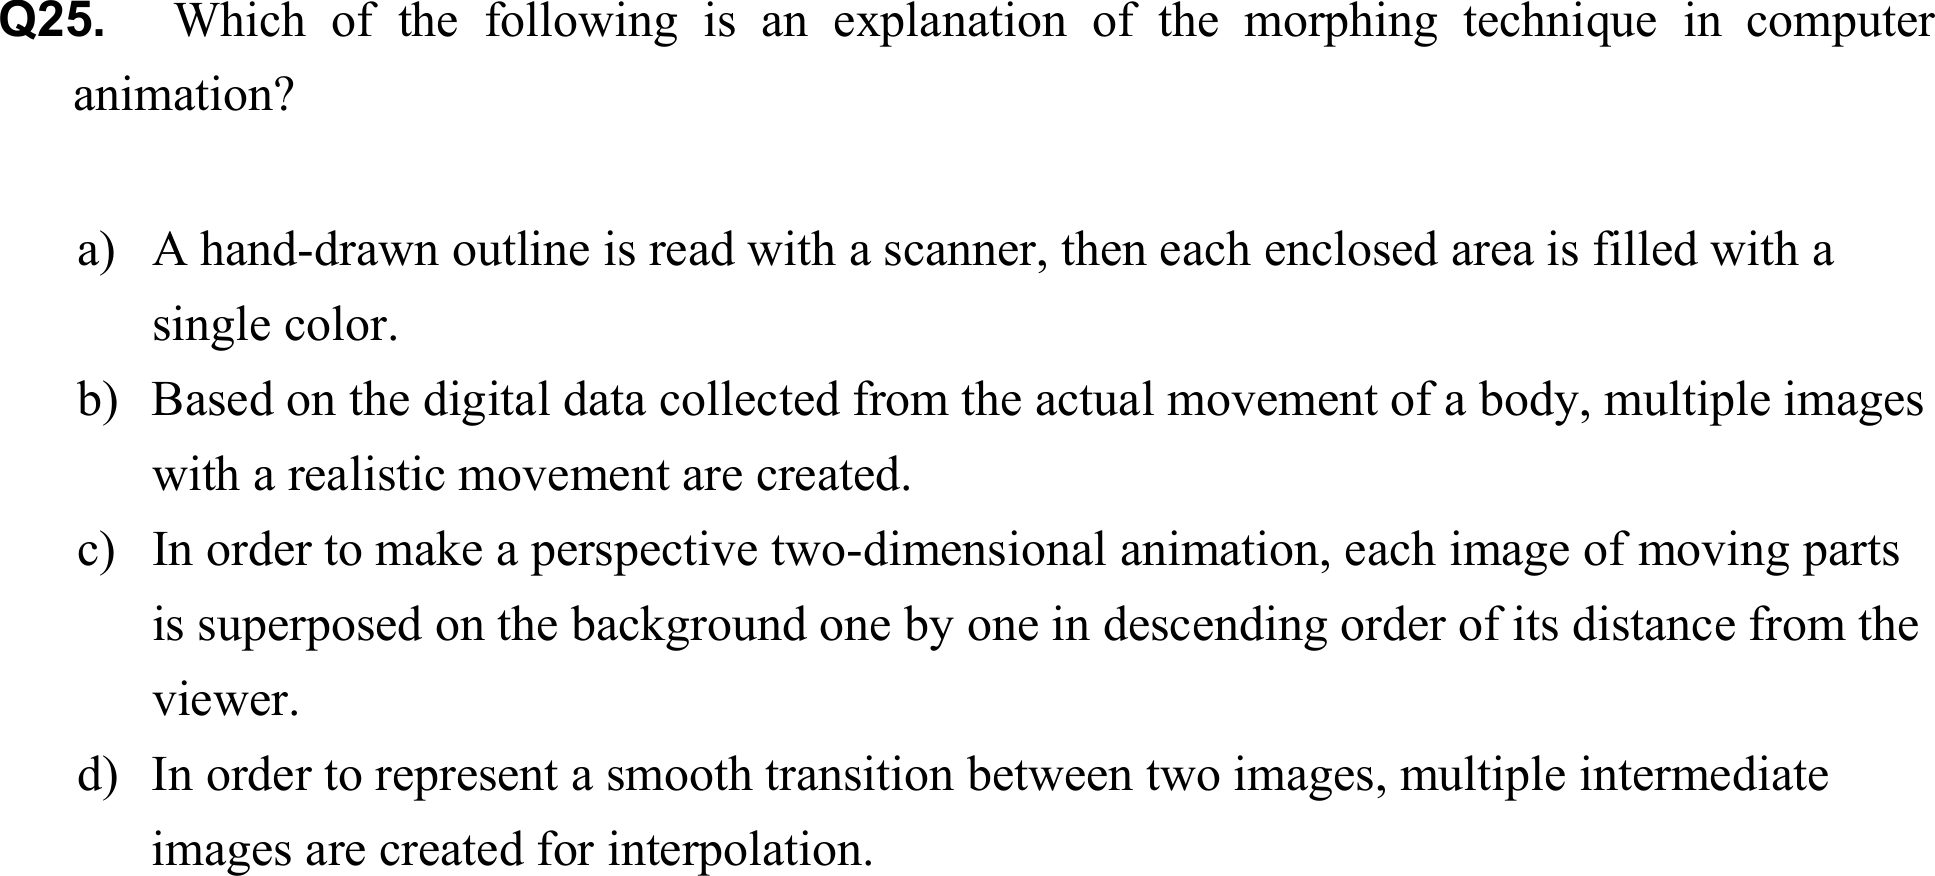 Q25. Which of the following is an explanation of the morphing technique in computer
animation?
a) A hand-drawn outline is read with a scanner, then each enclosed area is filled with a
single color.
b) Based on the digital data collected from the actual movement of a body, multiple images
with a realistic movement are created.
c) In order to make a perspective two-dimensional animation, each image of moving parts
is superposed on the background one by one in descending order of its distance from the
viewer.
d) In order to represent a smooth transition between two images, multiple intermediate
images are created for interpolation.